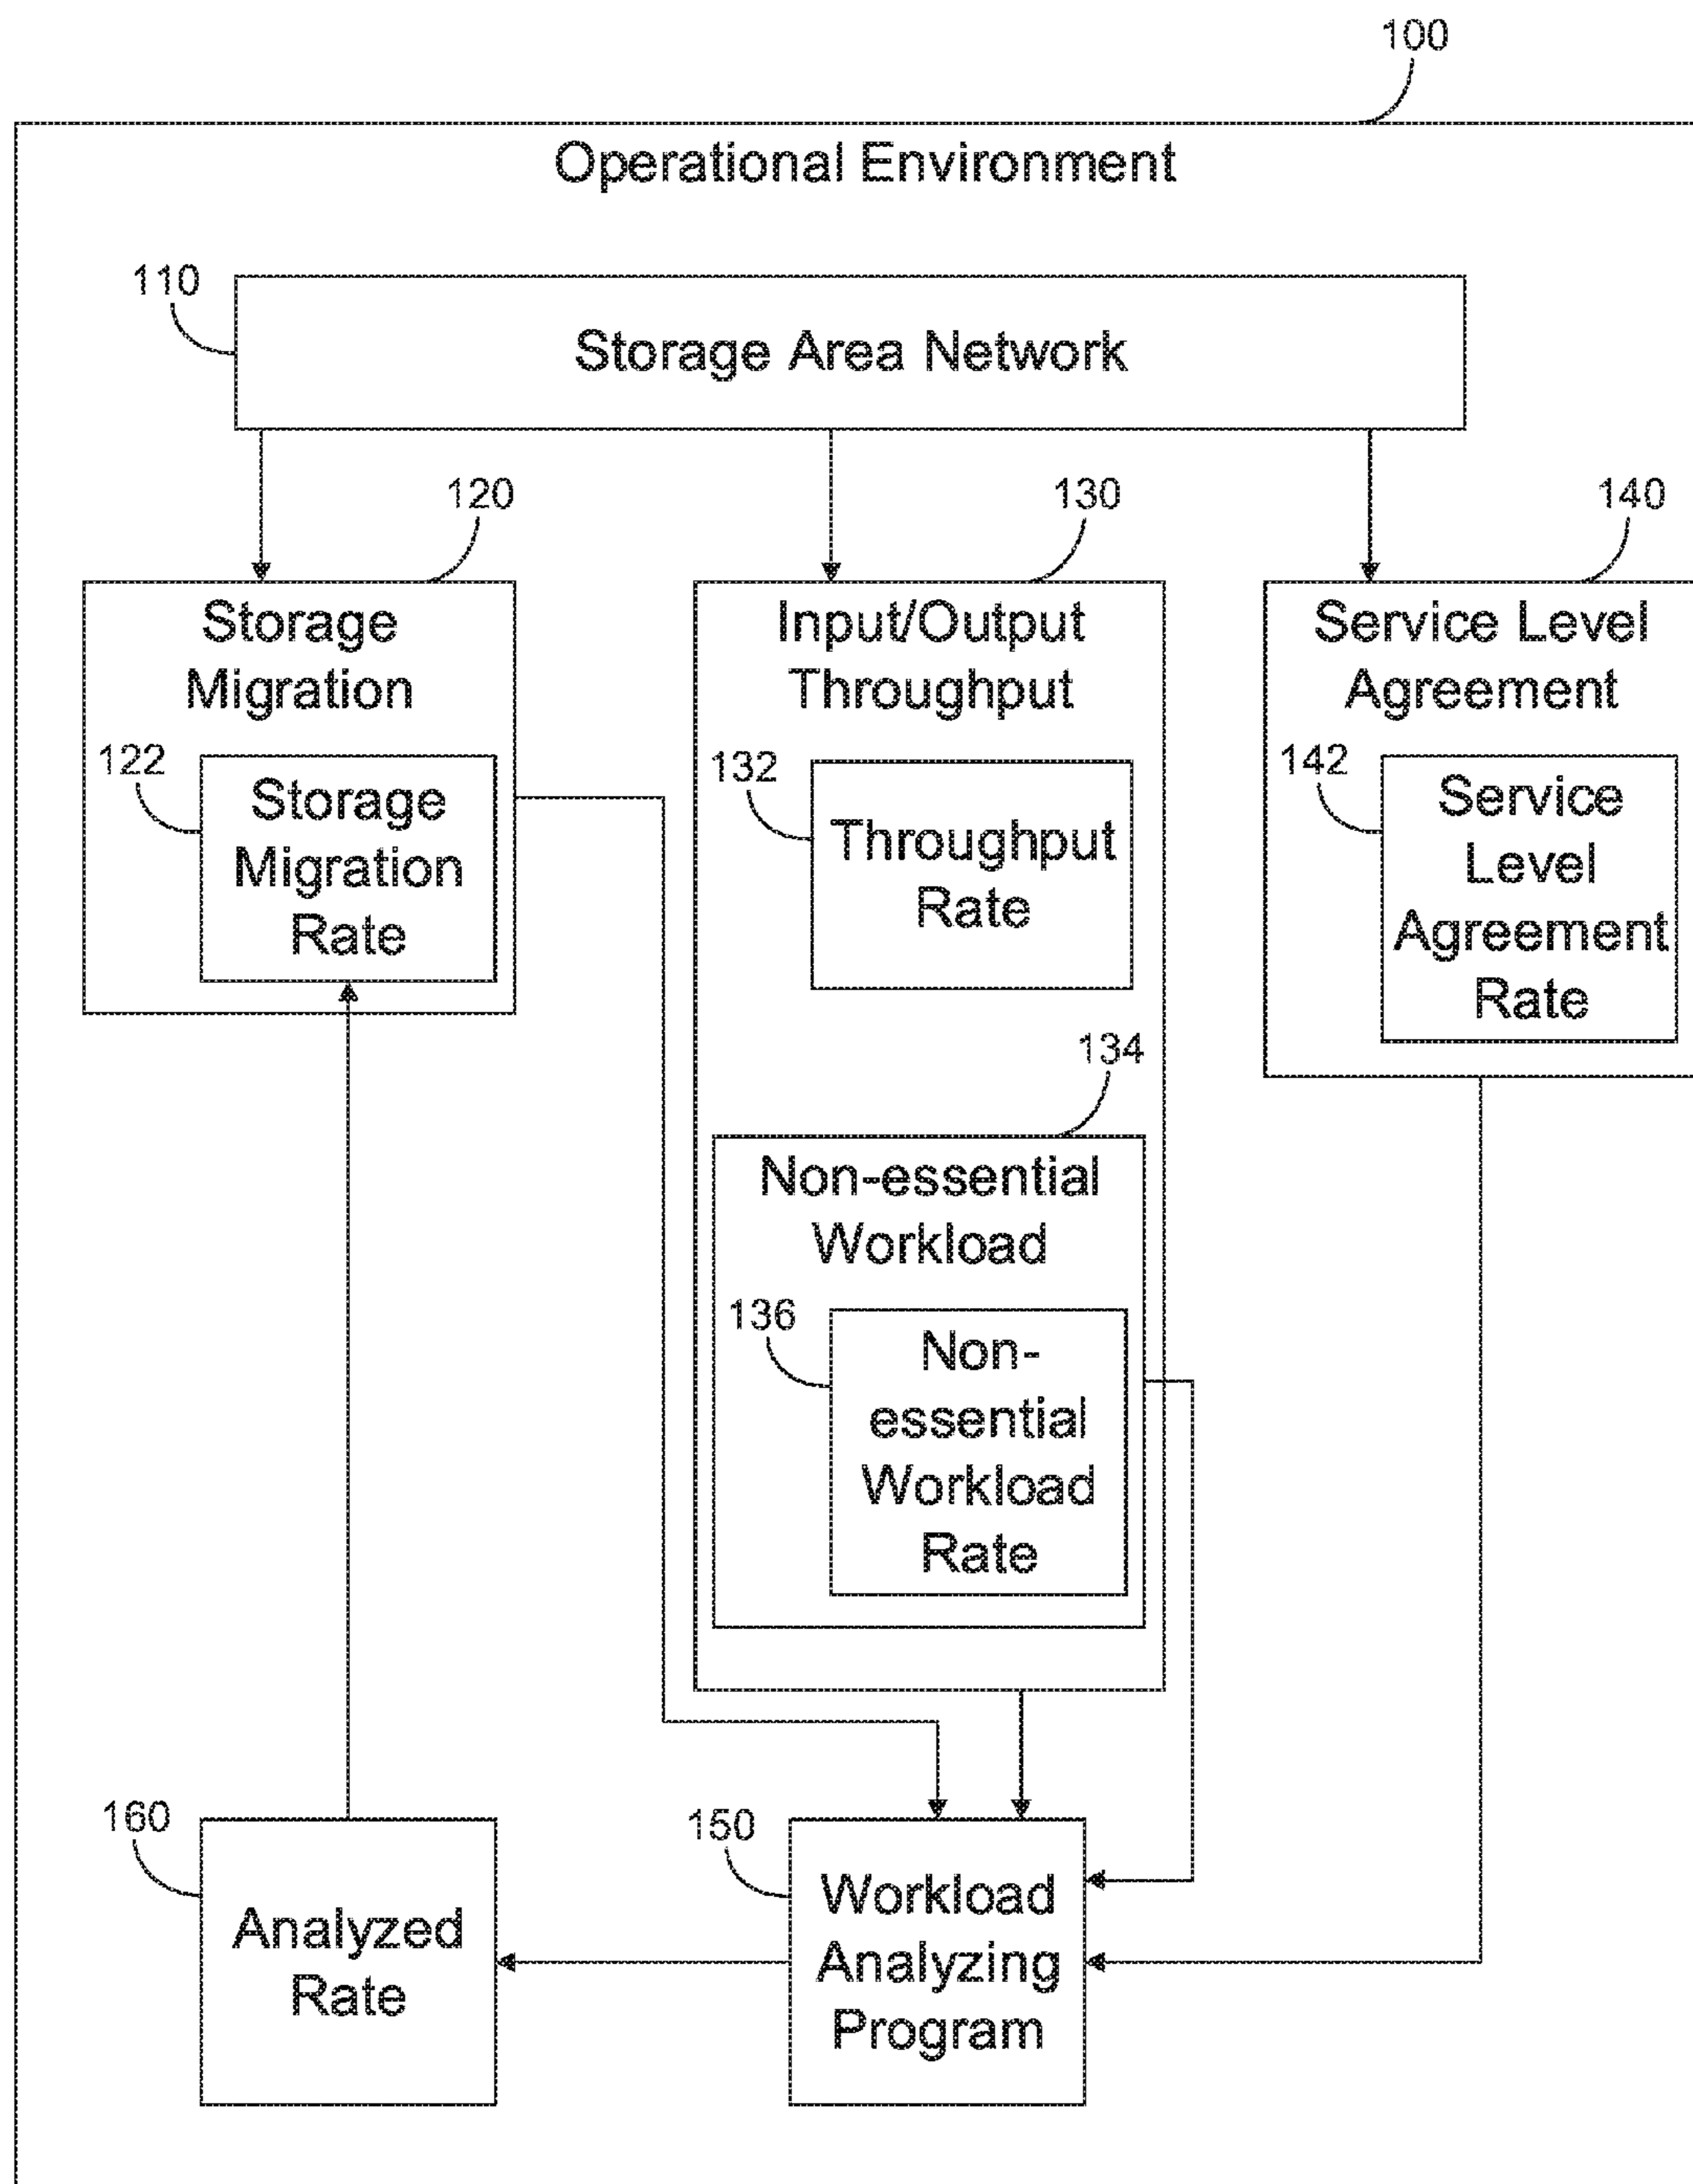 100
Operational Environment
110
Storage Area Network
120
130
140
Storage
Migration
Input/Output
Throughput
Service Level
Agreement
122
Storage
Migration
Rate
132
Throughput
Rate
142
Service
Level
Agreement
Rate
134
Non-essential
Workload
136
Non-
essential
Workload
Rate
160
Analyzed
Rate
150
Workload
Analyzing
Program